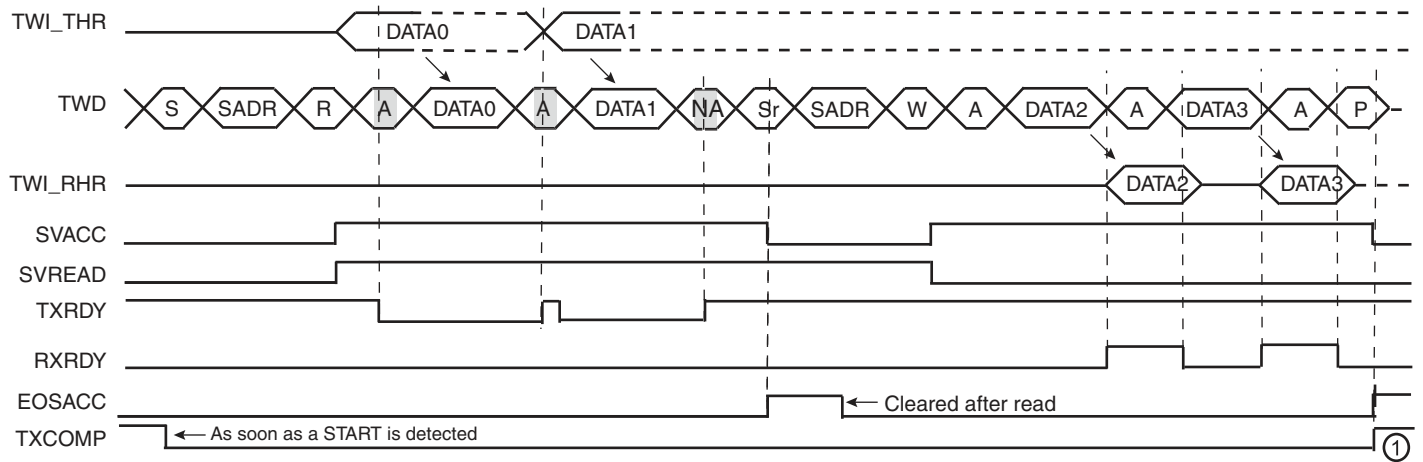 TWI_THR DATA0 DATA1
TWD S SADR R A DATA0 A DATA1 NA Sr SADR W A DATA2 A DATA3 A P
TWI_RHR DATA2 DATA3
SVACC
SVREAD
TXRDY
RXRDY
EOSACC Cleared after read
TXCOMP As soon as a START is detected 1